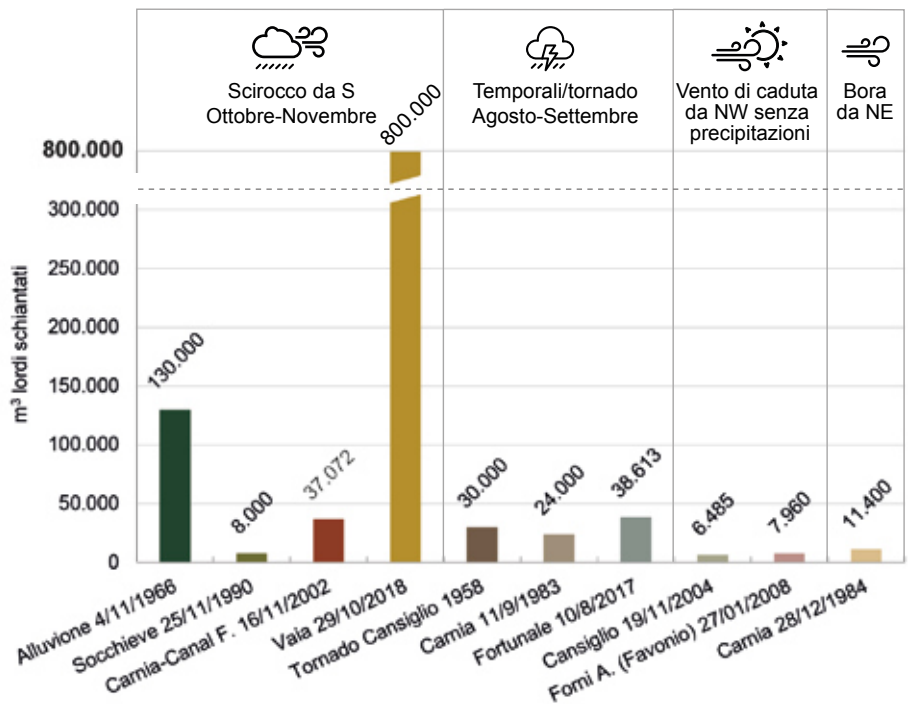 Scirocco da S
Ottobre-Novembre
Temporali/tornado
Agosto-Settembre
Vento di caduta
da NW senza
precipitazioni
Bora
da NE
m³ lordi schiantati
800.000
300.000
250.000
200.000
150.000
100.000
50.000
0
130.000
8.000
37.072
800.000
30.000
24.000
38.613
6.485
7.960
11.400
Alluvione 4/11/1966
Socchieve 25/11/1990
Carnia-Canal F. 16/11/2002
Vaia 29/10/2018
Tornado Cansiglio 1958
Carnia 11/9/1983
Fortunale 10/8/2017
Cansiglio 19/11/2004
Forni A. (Favonio) 27/01/2008
Carnia 28/12/1984